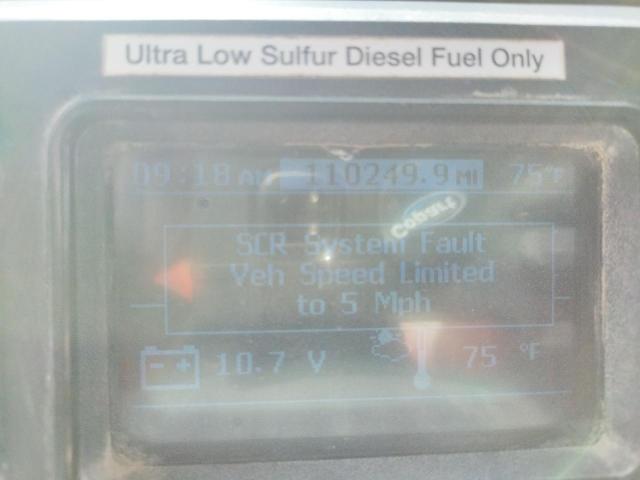 Ultra Low Sulfur Diesel Fuel Only
09:18 AM 110249.9 MI 75°F
Cobalt
SCR System Fault
Veh Speed Limited
to 5 Mph
10.7 V 75 °F